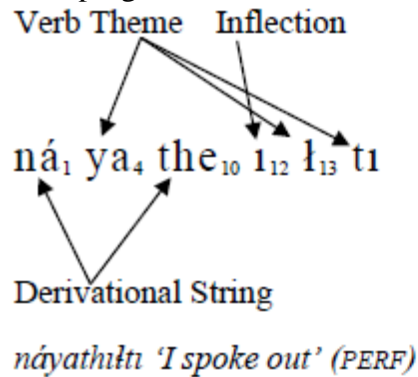 Verb Theme Inflection
ná₁ ya₄ the₁₀ ı₁₂ ł₁₃ tı
Derivational String
náyathıłtı ‘I spoke out’ (PERF)